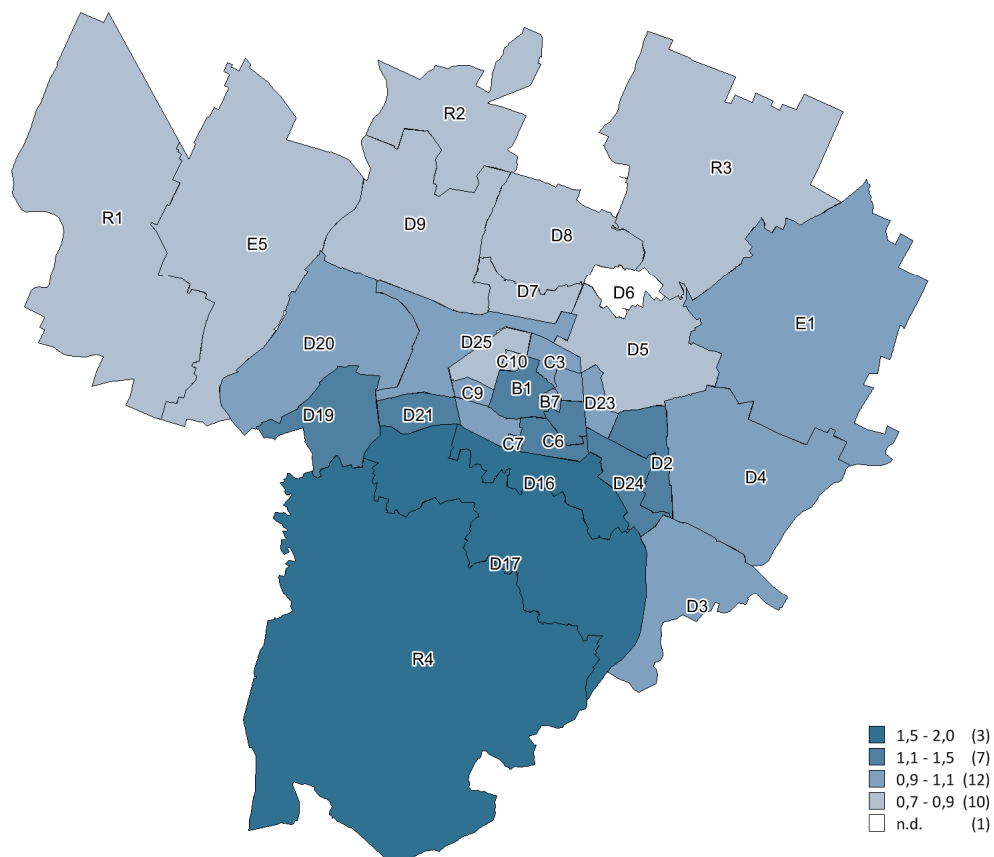 R2
R3
R1
D9
D8
E5
D7
D6
E1
D20
D25
D5
C10
C3
B1
C9
B7
D23
D19
D21
C7
C6
D2
D4
D16
D24
D17
D3
R4
1,5 - 2,0 (3)
1,1 - 1,5 (7)
0,9 - 1,1 (12)
0,7 - 0,9 (10)
n.d. (1)